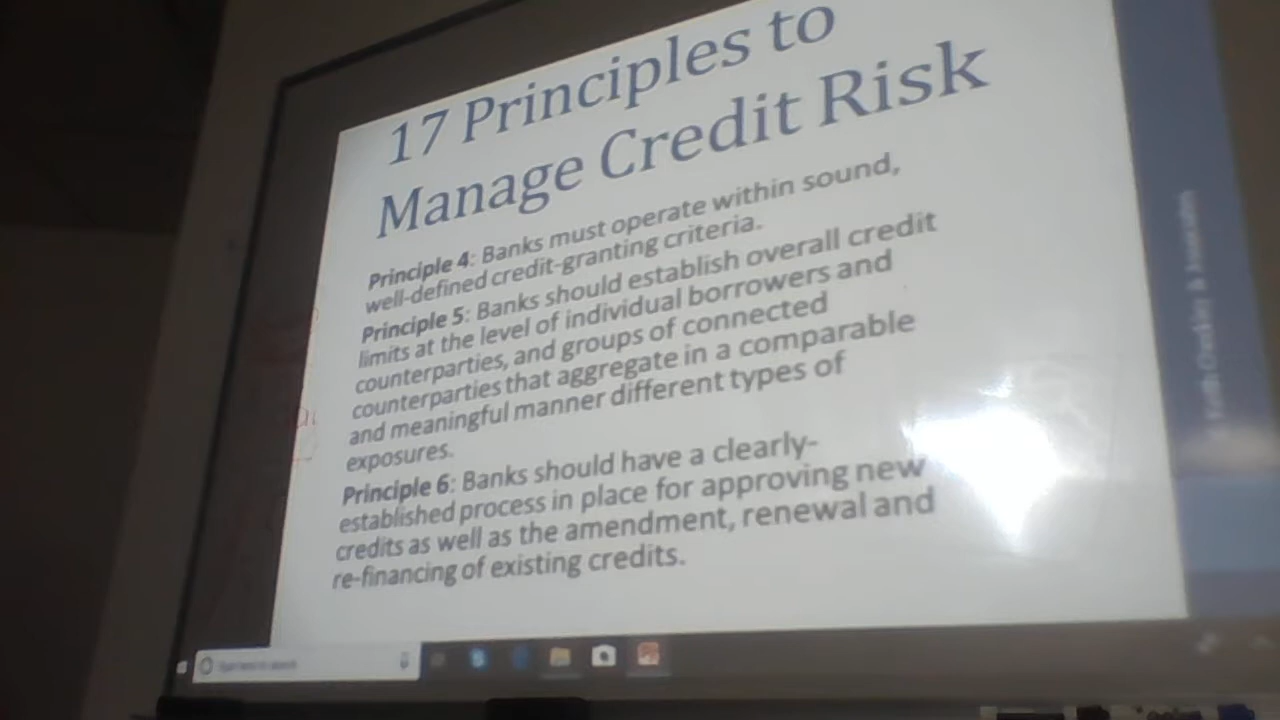 17 Principles to
Manage Credit Risk
Principle 4: Banks must operate within sound,
well-defined credit-granting criteria.
Principle 5: Banks should establish overall credit
limits at the level of individual borrowers and
counterparties, and groups of connected
counterparties that aggregate in a comparable
and meaningful manner different types of
exposures.
Principle 6: Banks should have a clearly-
established process in place for approving new
credits as well as the amendment, renewal and
re-financing of existing credits.
Type here to search